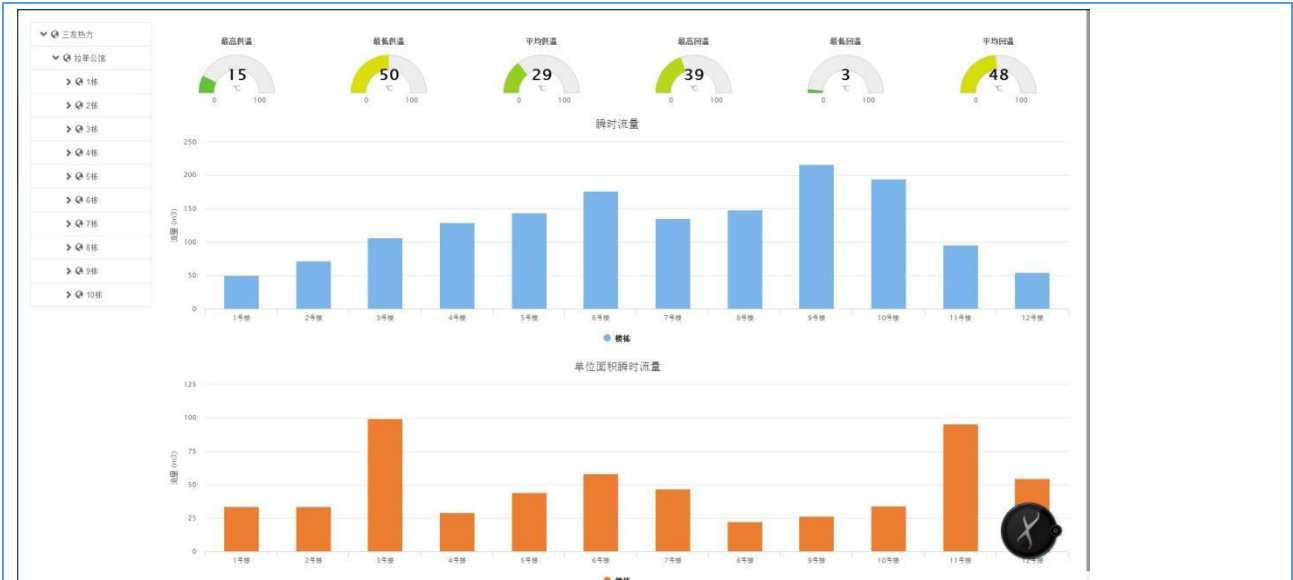 三友热力
拉菲公馆
1栋
2栋
3栋
4栋
5栋
6栋
7栋
8栋
9栋
10栋
最高供温
最低供温
平均供温
最高回温
最低回温
平均回温
15
50
29
39
3
48
℃
℃
℃
℃
℃
℃
0 100
0 100
0 100
0 100
0 100
0 100
瞬时流量
250
200
150
100
50
0
流量 (m3)
1号楼 2号楼 3号楼 4号楼 5号楼 6号楼 7号楼 8号楼 9号楼 10号楼 11号楼 12号楼
楼栋
单位面积瞬时流量
125
100
75
50
25
0
流量 (m3)
1号楼 2号楼 3号楼 4号楼 5号楼 6号楼 7号楼 8号楼 9号楼 10号楼 11号楼 12号楼